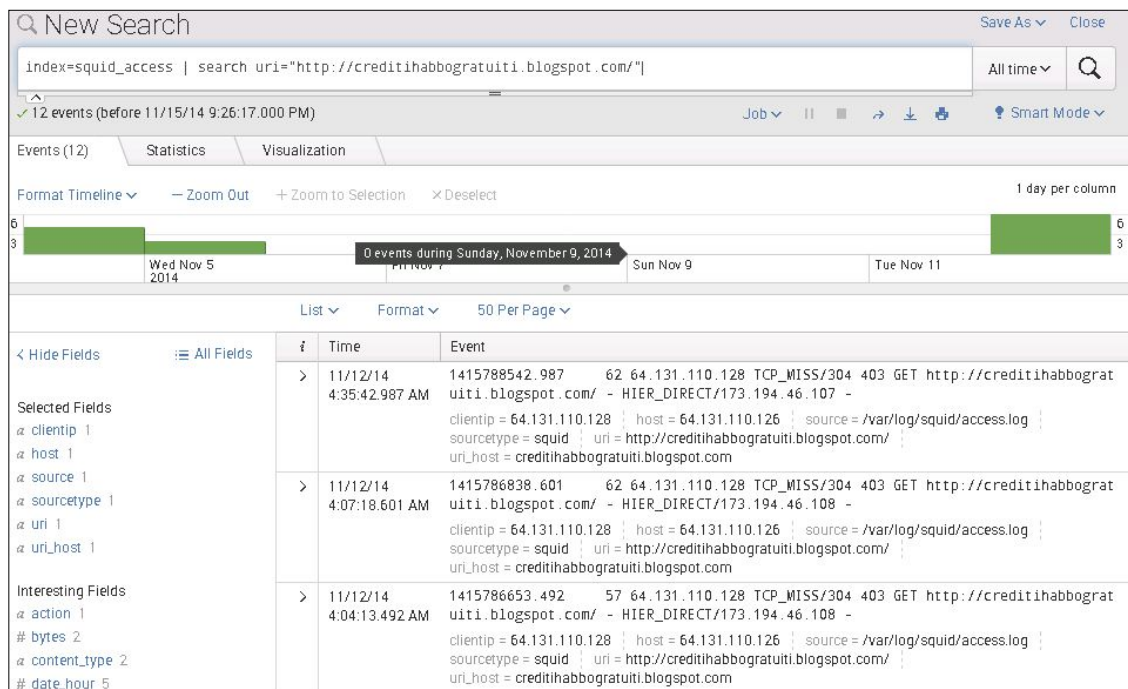 New Search
Save As Close
index=squid_access | search uri="http://creditihabbogratuiti.blogspot.com/"
All time
✓ 12 events (before 11/15/14 9:26:17.000 PM)
Job Smart Mode
Events (12) Statistics Visualization
Format Timeline — Zoom Out + Zoom to Selection × Deselect
1 day per column
6 6
3 3
0 events during Sunday, November 9, 2014
Wed Nov 5
2014
Sun Nov 9
Tue Nov 11
List Format 50 Per Page
< Hide Fields All Fields
i Time Event
Selected Fields
a clientip 1
a host 1
a source 1
a sourcetype 1
a uri 1
a uri_host 1
Interesting Fields
a action 1
# bytes 2
a content_type 2
# date_hour 5
> 11/12/14
4:35:42.987 AM
1415788542.987 62 64.131.110.128 TCP_MISS/304 403 GET http://creditihabbograt
uiti.blogspot.com/ - HIER_DIRECT/173.194.46.107 -
clientip = 64.131.110.128 host = 64.131.110.126 source = /var/log/squid/access.log
sourcetype = squid uri = http://creditihabbogratuiti.blogspot.com/
uri_host = creditihabbogratuiti.blogspot.com
> 11/12/14
4:07:18.601 AM
1415786838.601 62 64.131.110.128 TCP_MISS/304 403 GET http://creditihabbograt
uiti.blogspot.com/ - HIER_DIRECT/173.194.46.108 -
clientip = 64.131.110.128 host = 64.131.110.126 source = /var/log/squid/access.log
sourcetype = squid uri = http://creditihabbogratuiti.blogspot.com/
uri_host = creditihabbogratuiti.blogspot.com
> 11/12/14
4:04:13.492 AM
1415786653.492 57 64.131.110.128 TCP_MISS/304 403 GET http://creditihabbograt
uiti.blogspot.com/ - HIER_DIRECT/173.194.46.108 -
clientip = 64.131.110.128 host = 64.131.110.126 source = /var/log/squid/access.log
sourcetype = squid uri = http://creditihabbogratuiti.blogspot.com/
uri_host = creditihabbogratuiti.blogspot.com